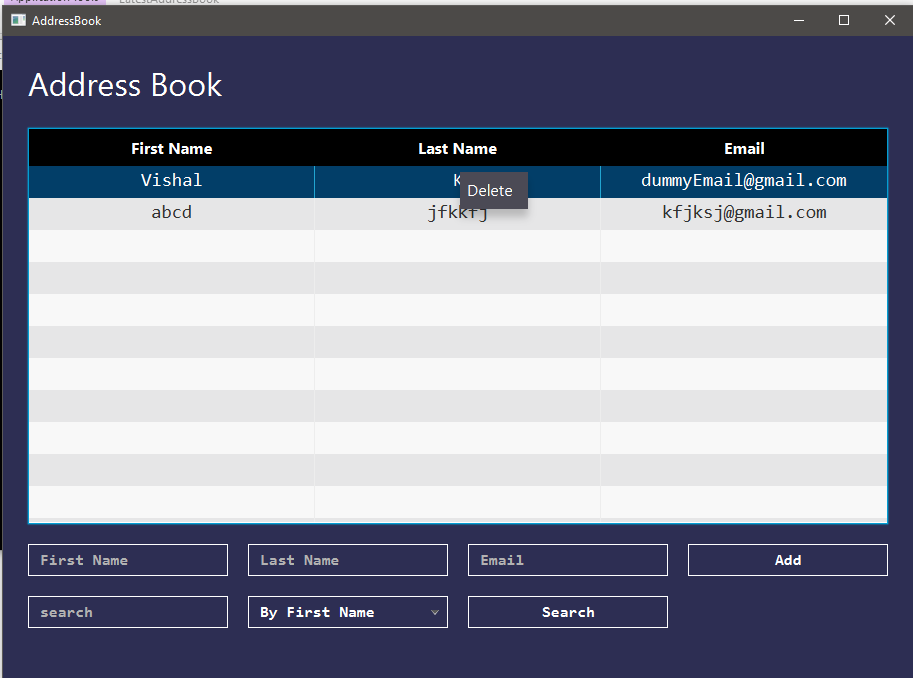 LatestAddressBook
AddressBook
Address Book
First Name Last Name Email
Vishal dummyEmail@gmail.com
Delete
abcd jfkkfj kfjksj@gmail.com
First Name Last Name Email Add
search By First Name Search